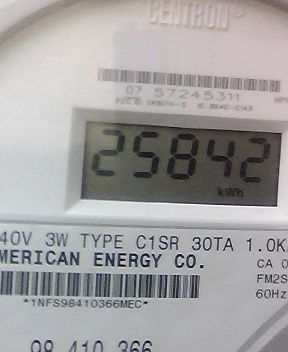 CENTRON®
07 57245311
25842
kWh
40V 3W TYPE C1SR 30TA 1.0K
MERICAN ENERGY CO.
CA 0
FM2S
60Hz
*1NFS98410366MEC*
98 410 366